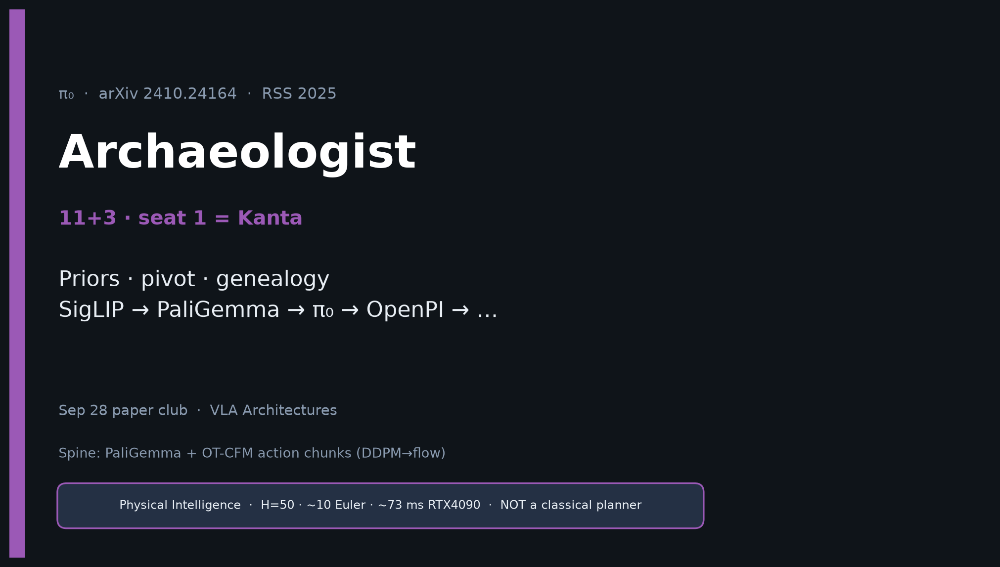 π₀ · arXiv 2410.24164 · RSS 2025
Archaeologist
11+3 · seat 1 = Kanta
Priors · pivot · genealogy
SigLIP → PaliGemma → π₀ → OpenPI → …
Sep 28 paper club · VLA Architectures
Spine: PaliGemma + OT-CFM action chunks (DDPM→flow)
Physical Intelligence · H=50 · ~10 Euler · ~73 ms RTX4090 · NOT a classical planner